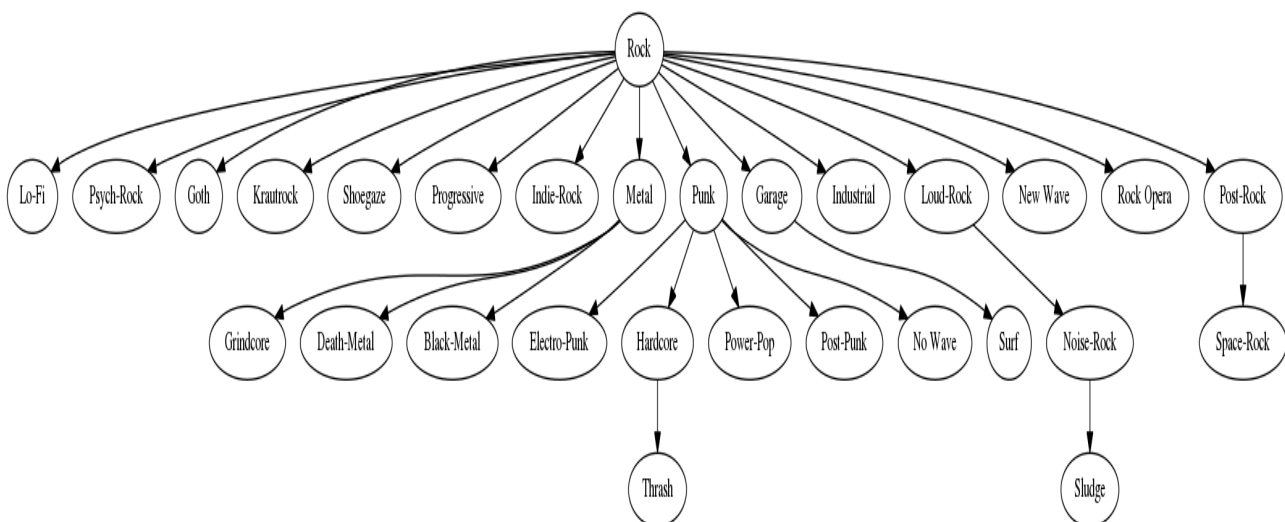 Rock
Lo-Fi
Psych-Rock
Goth
Krautrock
Shoegaze
Progressive
Indie-Rock
Metal
Punk
Garage
Industrial
Loud-Rock
New Wave
Rock Opera
Post-Rock
Grindcore
Death-Metal
Black-Metal
Electro-Punk
Hardcore
Power-Pop
Post-Punk
No Wave
Surf
Noise-Rock
Space-Rock
Thrash
Sludge